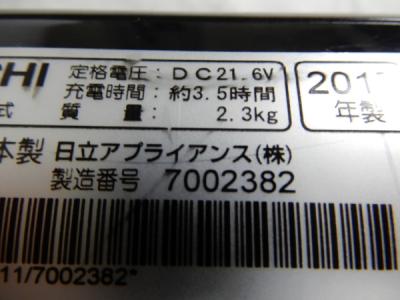 CHI 定格電圧:DC21.6V
充電時間:約3.5時間
式 質量: 2.3kg
2017
年製
本製 日立アプライアンス(株)
製造番号 7002382
11/7002382*